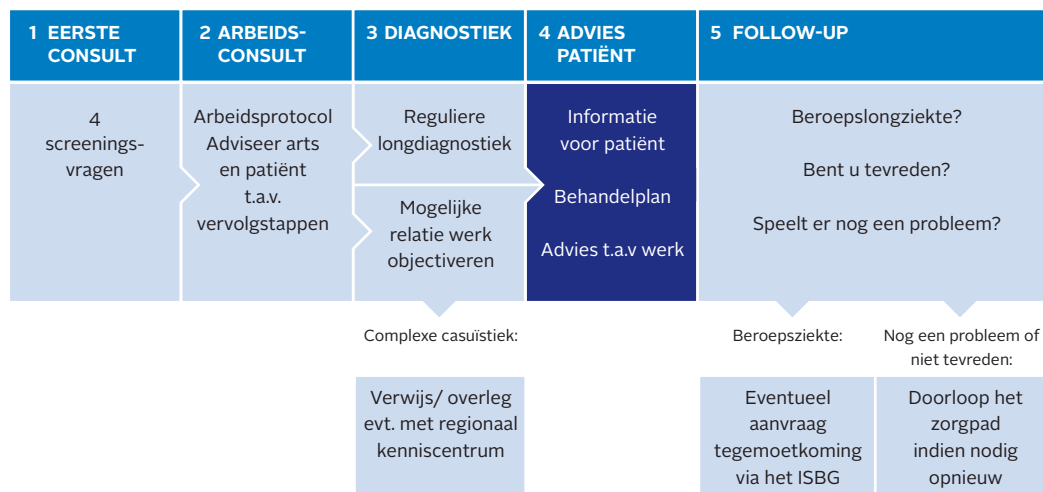 1 EERSTE
CONSULT
2 ARBEIDS-
CONSULT
3 DIAGNOSTIEK
4 ADVIES
PATIËNT
5 FOLLOW-UP
4
screenings-
vragen
Arbeidsprotocol
Adviseer arts
en patiënt
t.a.v.
vervolgstappen
Reguliere
longdiagnostiek
Mogelijke
relatie werk
objectiveren
Informatie
voor patiënt
Behandelplan
Advies t.a.v werk
Beroepslongziekte?
Bent u tevreden?
Speelt er nog een probleem?
Complexe casuïstiek:
Verwijs/ overleg
evt. met regionaal
kenniscentrum
Beroepsziekte:
Eventueel
aanvraag
tegemoetkoming
via het ISBG
Nog een probleem of
niet tevreden:
Doorloop het
zorgpad
indien nodig
opnieuw